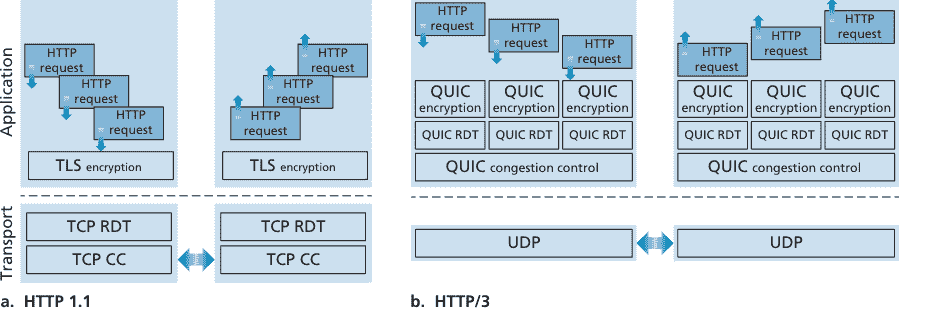 Application
HTTP
request
HTTP
request
HTTP
request
TLS encryption
HTTP
request
HTTP
request
HTTP
request
TLS encryption
Transport
TCP RDT
TCP CC
TCP RDT
TCP CC
a. HTTP 1.1
HTTP
request
HTTP
request
HTTP
request
QUIC
encryption
QUIC
encryption
QUIC
encryption
QUIC RDT
QUIC RDT
QUIC RDT
QUIC congestion control
HTTP
request
HTTP
request
HTTP
request
QUIC
encryption
QUIC
encryption
QUIC
encryption
QUIC RDT
QUIC RDT
QUIC RDT
QUIC congestion control
UDP
UDP
b. HTTP/3